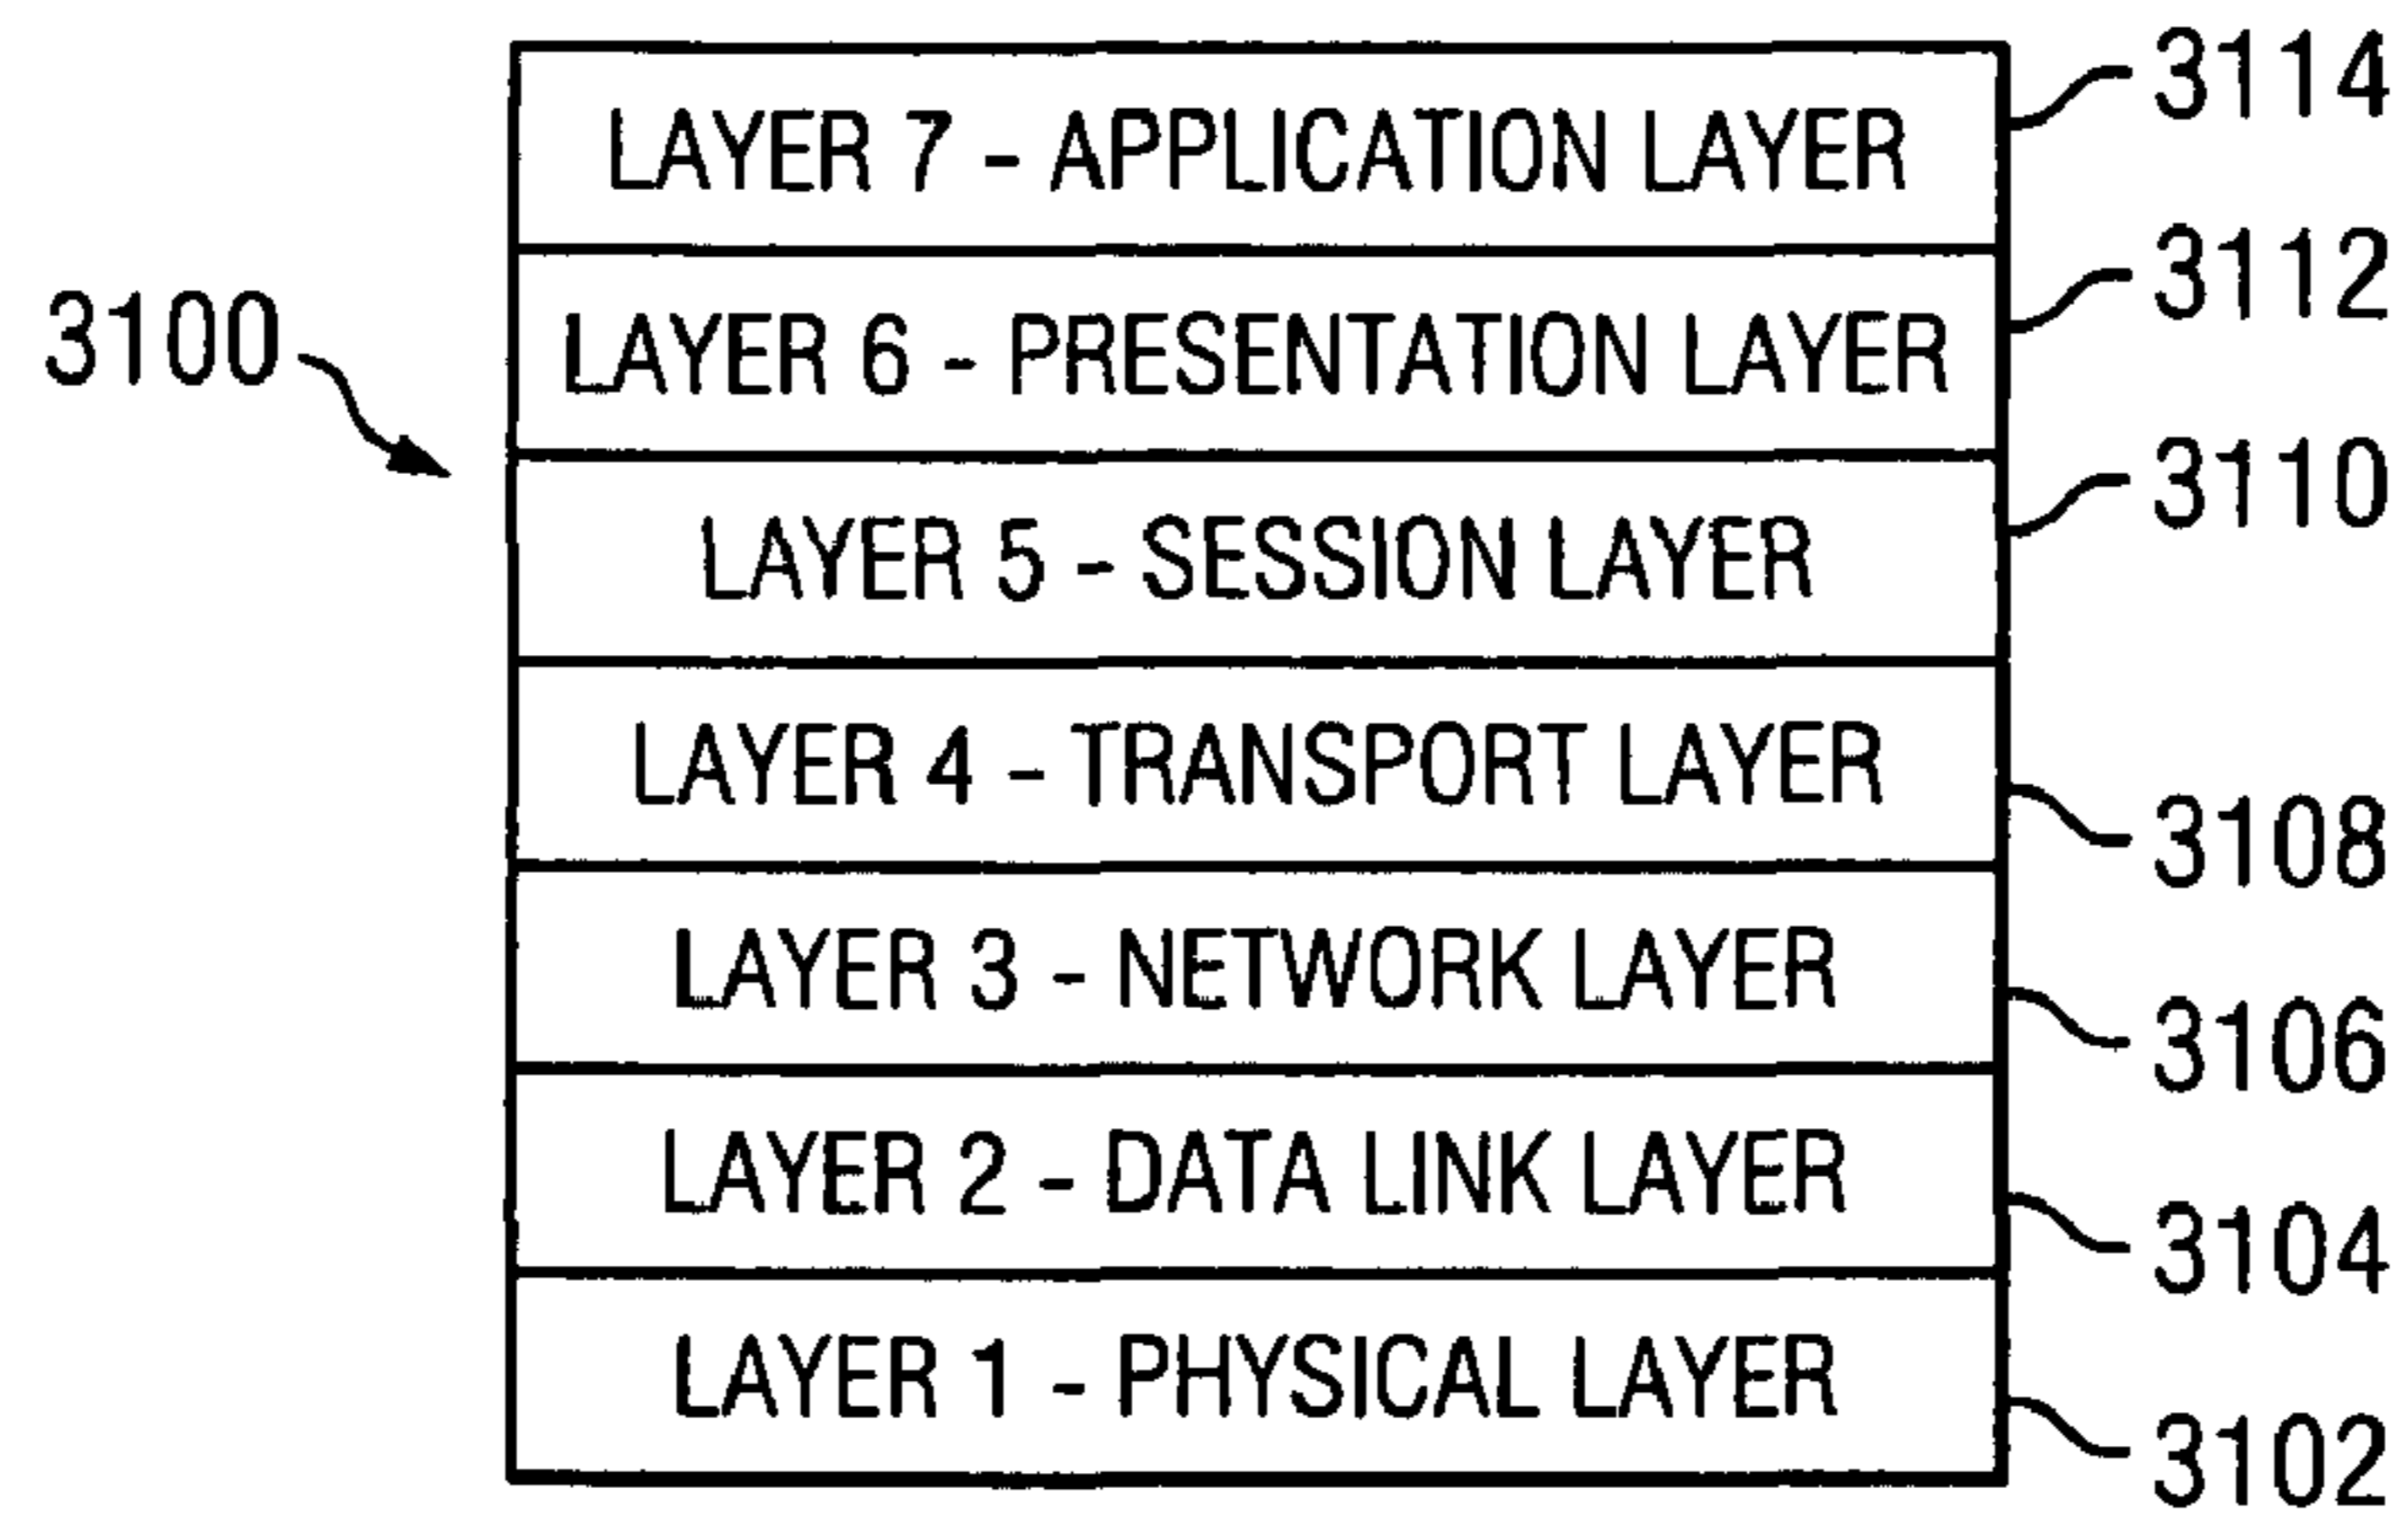 3114
LAYER 7 - APPLICATION LAYER
3112
3100
LAYER 6 - PRESENTATION LAYER
3110
LAYER 5 - SESSION LAYER
LAYER 4 - TRANSPORT LAYER
3108
LAYER 3 - NETWORK LAYER
3106
LAYER 2 - DATA LINK LAYER
3104
LAYER 1 - PHYSICAL LAYER
3102